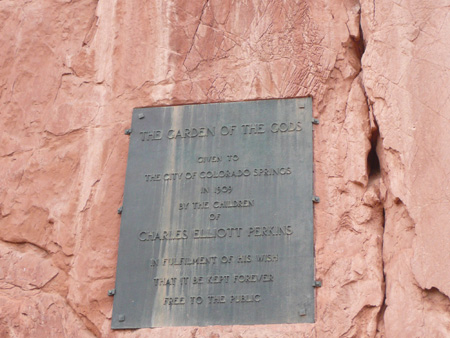 THE GARDEN OF THE GODS
GIVEN TO
THE CITY OF COLORADO SPRINGS
IN 1909
BY THE CHILDREN
OF
CHARLES ELLIOTT PERKINS
IN FULFILMENT OF HIS WISH
THAT IT BE KEPT FOREVER
FREE TO THE PUBLIC